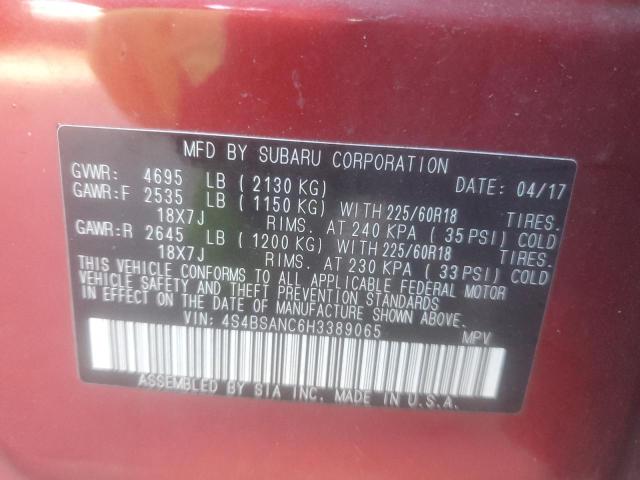 MFD BY SUBARU CORPORATION
GVWR: 4695 LB ( 2130 KG) DATE: 04/17
GAWR:F 2535 LB ( 1150 KG) WITH 225/60R18 TIRES.
18X7J RIMS. AT 240 KPA ( 35 PSI) COLD
GAWR:R 2645 LB ( 1200 KG) WITH 225/60R18 TIRES.
18X7J RIMS. AT 230 KPA ( 33 PSI) COLD
THIS VEHICLE CONFORMS TO ALL APPLICABLE FEDERAL MOTOR
VEHICLE SAFETY AND THEFT PREVENTION STANDARDS
IN EFFECT ON THE DATE OF MANUFACTURE SHOWN ABOVE.
VIN: 4S4BSANC6H3389065 MPV
ASSEMBLED BY SIA INC. MADE IN U.S.A.